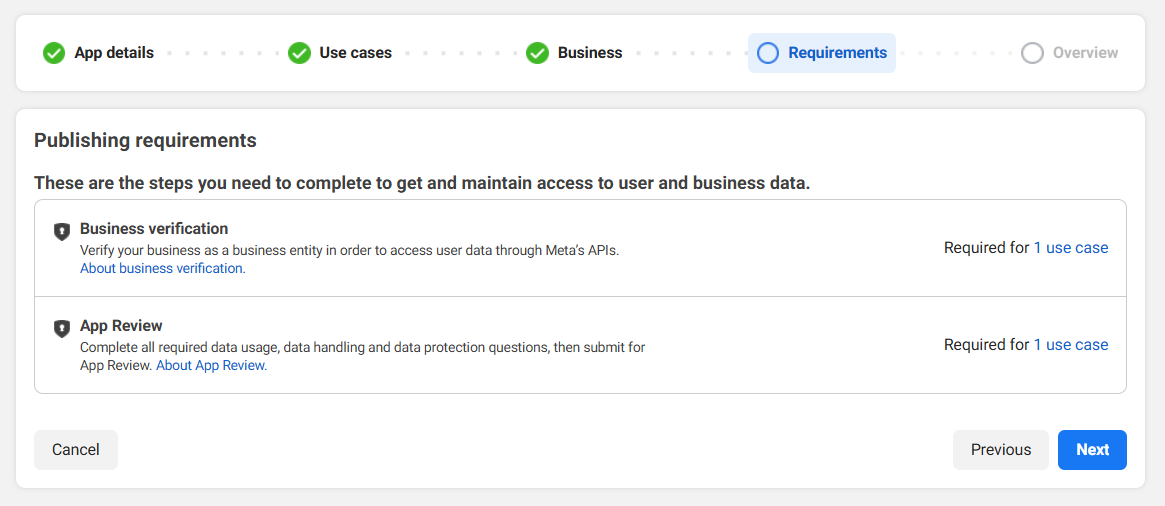 App details
Use cases
Business
Requirements
Overview
Publishing requirements
These are the steps you need to complete to get and maintain access to user and business data.
Business verification
Verify your business as a business entity in order to access user data through Meta's APIs.
About business verification.
Required for 1 use case
App Review
Complete all required data usage, data handling and data protection questions, then submit for
App Review. About App Review.
Required for 1 use case
Cancel
Previous
Next